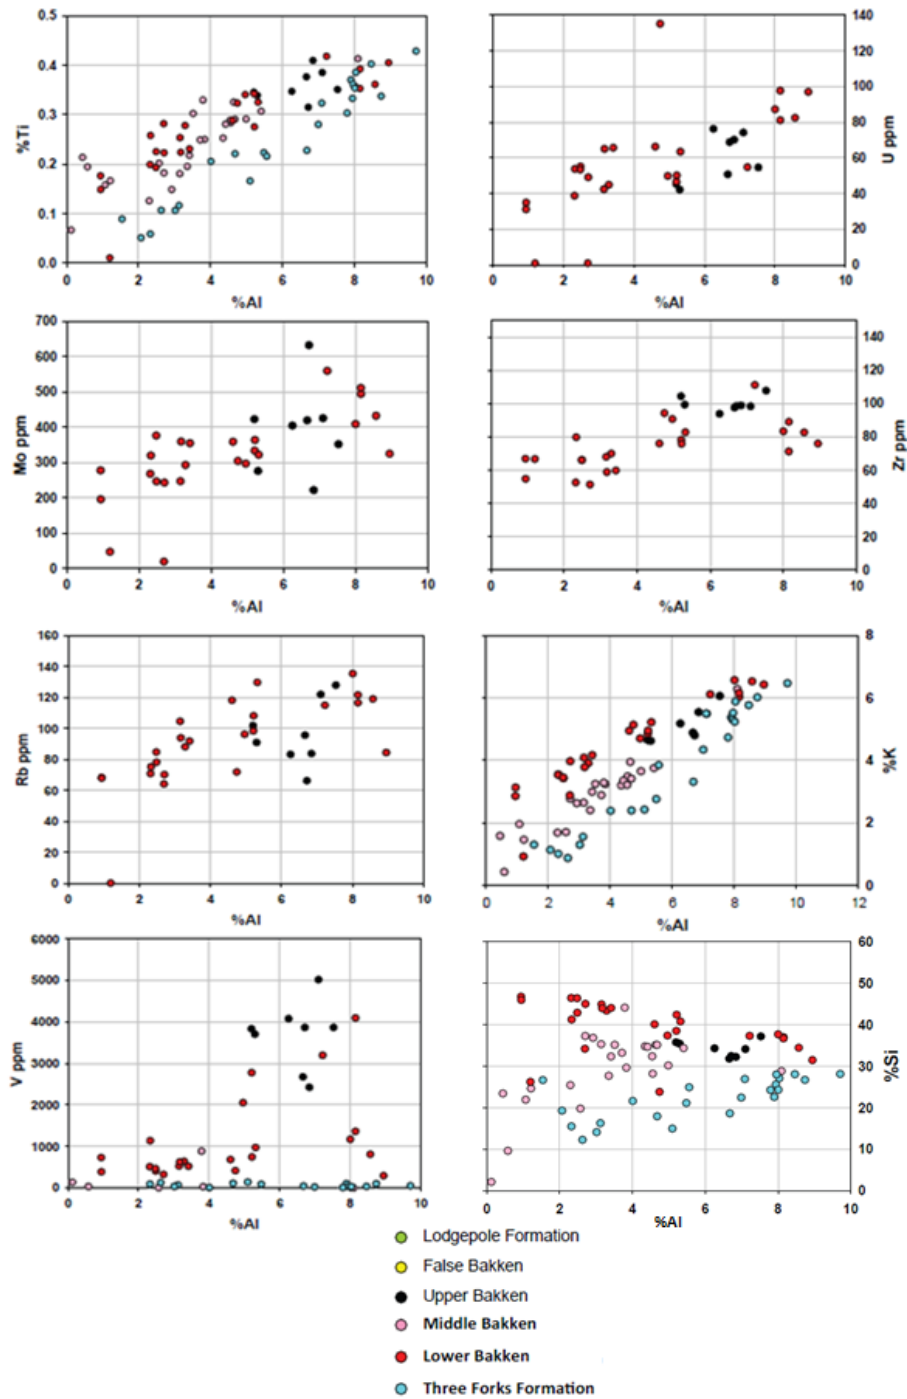 0.5
0.4
0.3
0.2
0.1
0.0
%Ti
0 2 4 6 8 10
%Al
140
120
100
80
60
40
20
0
U ppm
0 2 4 6 8 10
%Al
700
600
500
400
300
200
100
0
Mo ppm
0 2 4 6 8 10
%Al
140
120
100
80
60
40
20
0
Zr ppm
0 2 4 6 8 10
%Al
160
140
120
100
80
60
40
20
0
Rb ppm
0 2 4 6 8 10
%Al
8
6
4
2
0
%K
0 2 4 6 8 10 12
%Al
6000
5000
4000
3000
2000
1000
0
V ppm
0 2 4 6 8 10
%Al
60
50
40
30
20
10
0
%Si
0 2 4 6 8 10
%Al
Lodgepole Formation
False Bakken
Upper Bakken
Middle Bakken
Lower Bakken
Three Forks Formation